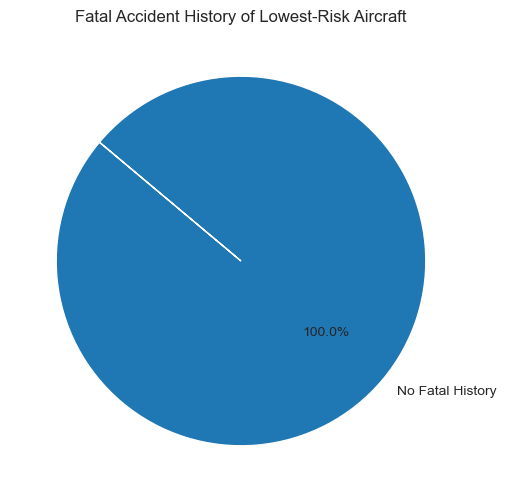 Fatal Accident History of Lowest-Risk Aircraft
100.0%
No Fatal History